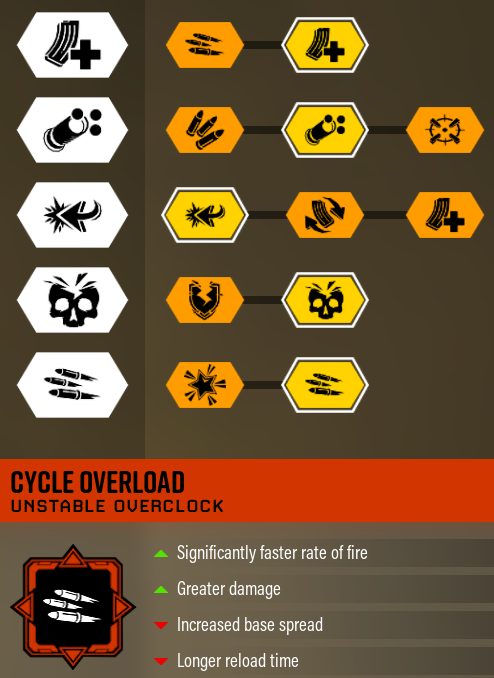 CYCLE OVERLOAD
UNSTABLE OVERCLOCK
Significantly faster rate of fire
Greater damage
Increased base spread
Longer reload time